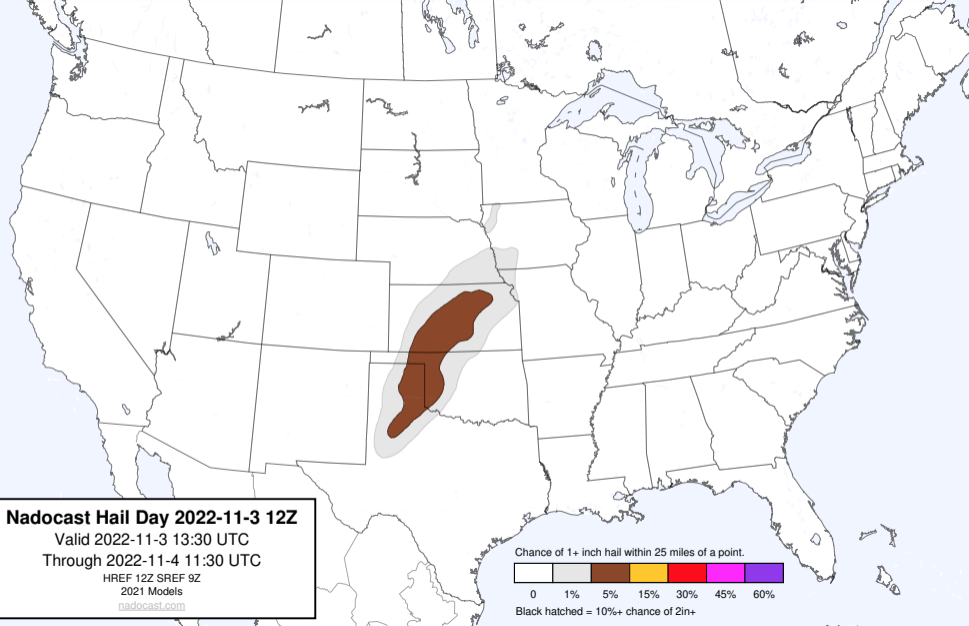 Nadocast Hail Day 2022-11-3 12Z
Valid 2022-11-3 13:30 UTC
Through 2022-11-4 11:30 UTC
HREF 12Z SREF 9Z
2021 Models
nadocast.com
Chance of 1+ inch hail within 25 miles of a point.
0 1% 5% 15% 30% 45% 60%
Black hatched = 10%+ chance of 2in+